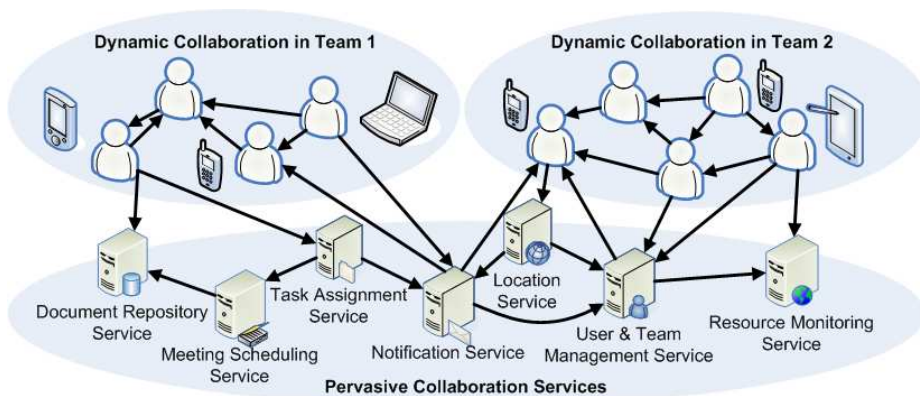 Dynamic Collaboration in Team 1
Dynamic Collaboration in Team 2
Document Repository
Service
Meeting Scheduling
Service
Task Assignment
Service
Notification Service
Location
Service
User & Team
Management Service
Resource Monitoring
Service
Pervasive Collaboration Services